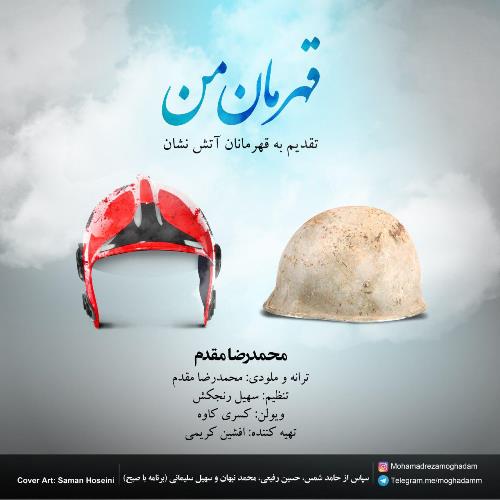 قهرمان من
تقدیم به قهرمانان آتش نشان
محمدرضا مقدم
ترانه و ملودی: محمدرضا مقدم
تنظیم: سهیل رنجکش
ویولن: کسری کاوه
تهیه کننده: افشین کریمی
Mohamadrezamoghadam
Telegram.me/moghadamm
سپاس از حامد شمس، حسین رفیعی، محمد نبهان و سهیل سلیمانی (برنامه با صبح)
Cover Art: Saman Hoseini